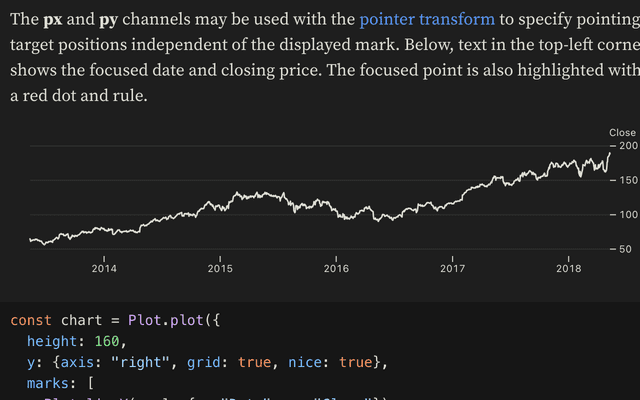 The px and py channels may be used with the pointer transform to specify pointing
target positions independent of the displayed mark. Below, text in the top-left corne
shows the focused date and closing price. The focused point is also highlighted with
a red dot and rule.
Close
200
150
100
50
2014 2015 2016 2017 2018
const chart = Plot.plot({
height: 160,
y: {axis: "right", grid: true, nice: true},
marks: [